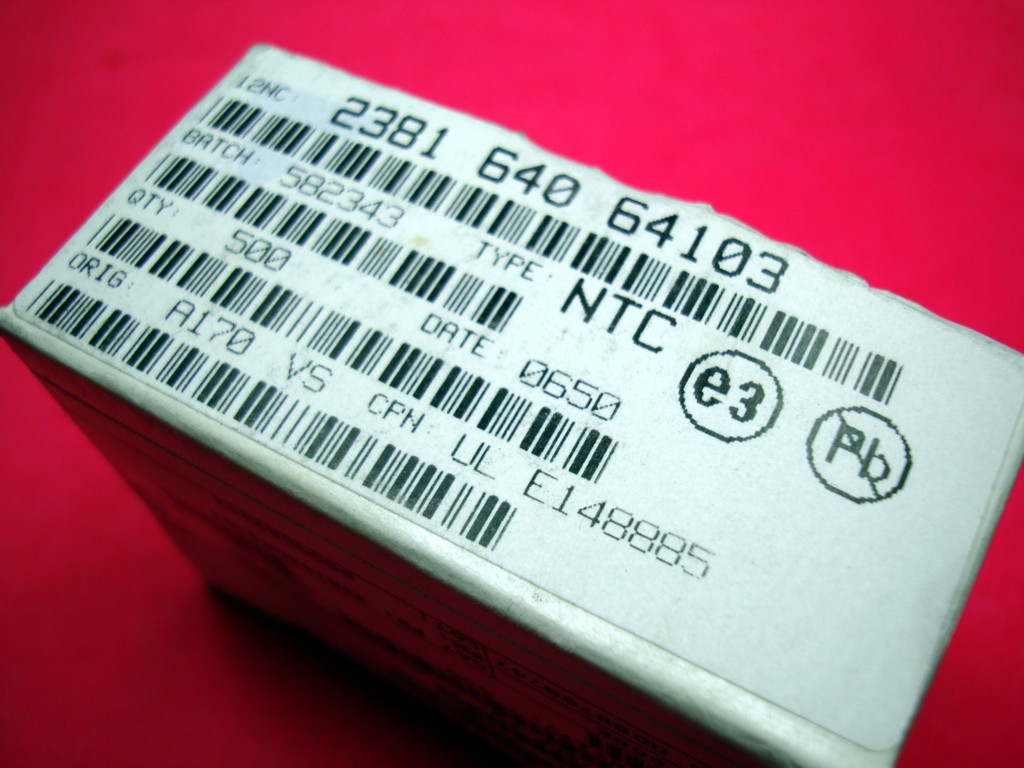 12NC: 2381 640 64103
BATCH: 582343 TYPE: NTC
QTY: 500 DATE: 0650 e3 Pb
ORIG: A170 VS CPN: UL E148885